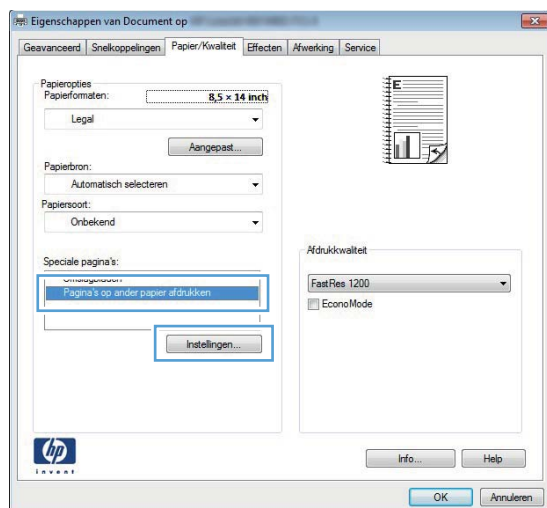 Eigenschappen van Document op
Geavanceerd Snelkoppelingen Papier/Kwaliteit Effecten Afwerking Service
Papieropties
Papierformaten: 8,5 × 14 inch
Legal
Aangepast...
Papierbron:
Automatisch selecteren
Papiersoort:
Onbekend
Speciale pagina's:
Omslagbladen
Pagina's op ander papier afdrukken
Instellingen...
E
Afdrukkwaliteit
FastRes 1200
EconoMode
hp
invent
Info... Help
OK Annuleren